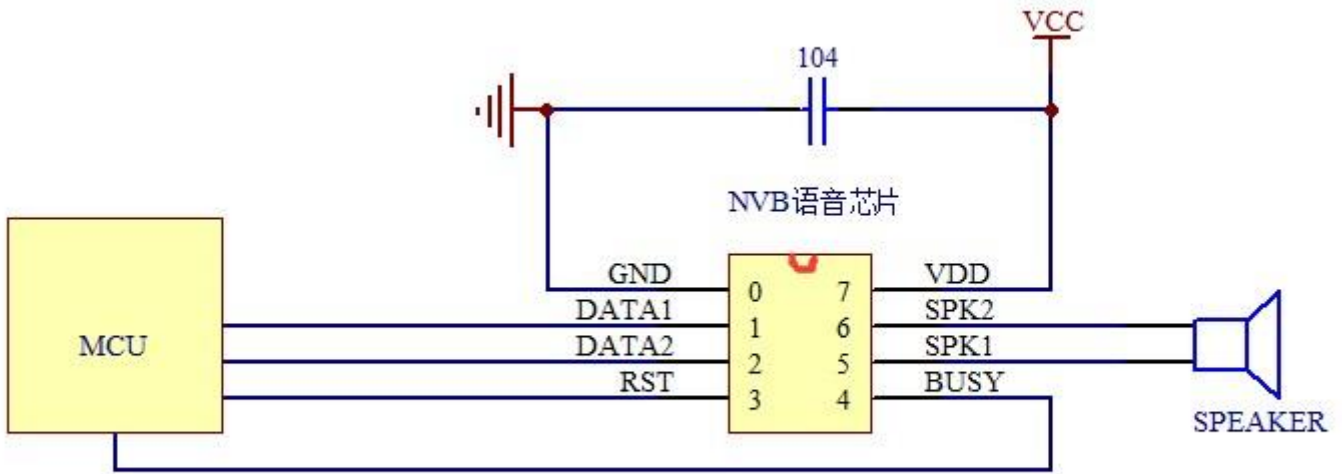 VCC
104
NVB语音芯片
GND 0 7 VDD
DATA1 1 6 SPK2
MCU DATA2 2 5 SPK1
RST 3 4 BUSY
SPEAKER